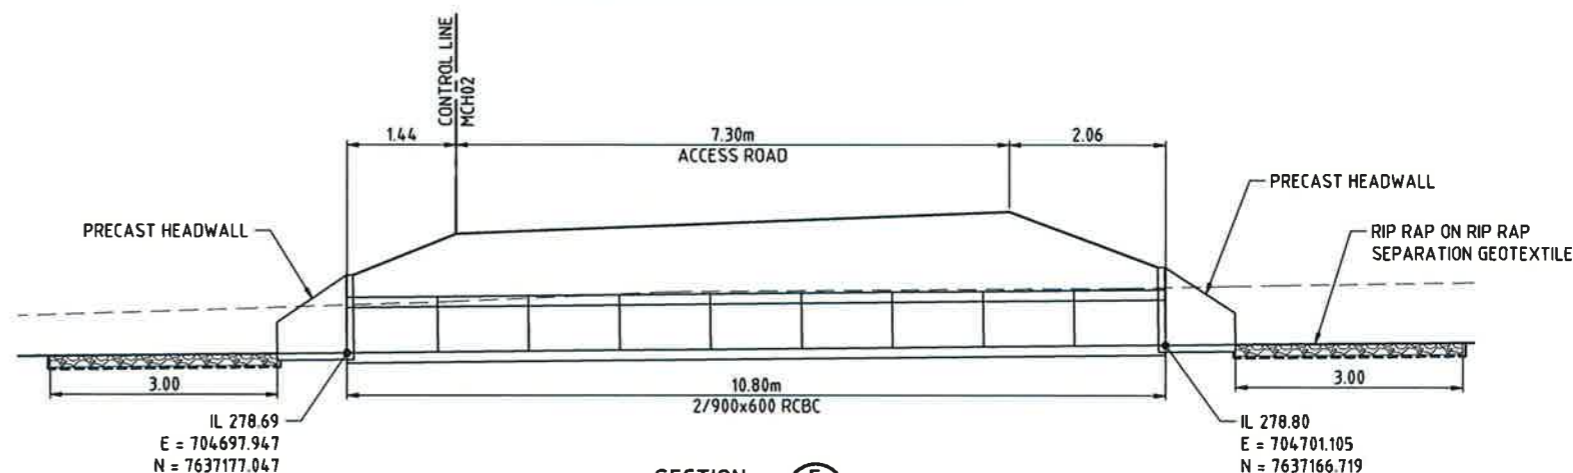 CONTROL LINE
MCH02
1.44
7.30m
ACCESS ROAD
2.06
PRECAST HEADWALL
PRECAST HEADWALL
RIP RAP ON RIP RAP
SEPARATION GEOTEXTILE
3.00
10.80m
2/900x600 RCBC
3.00
IL 278.69
E = 704697.947
N = 7637177.047
IL 278.80
E = 704701.105
N = 7637166.719
SECTION